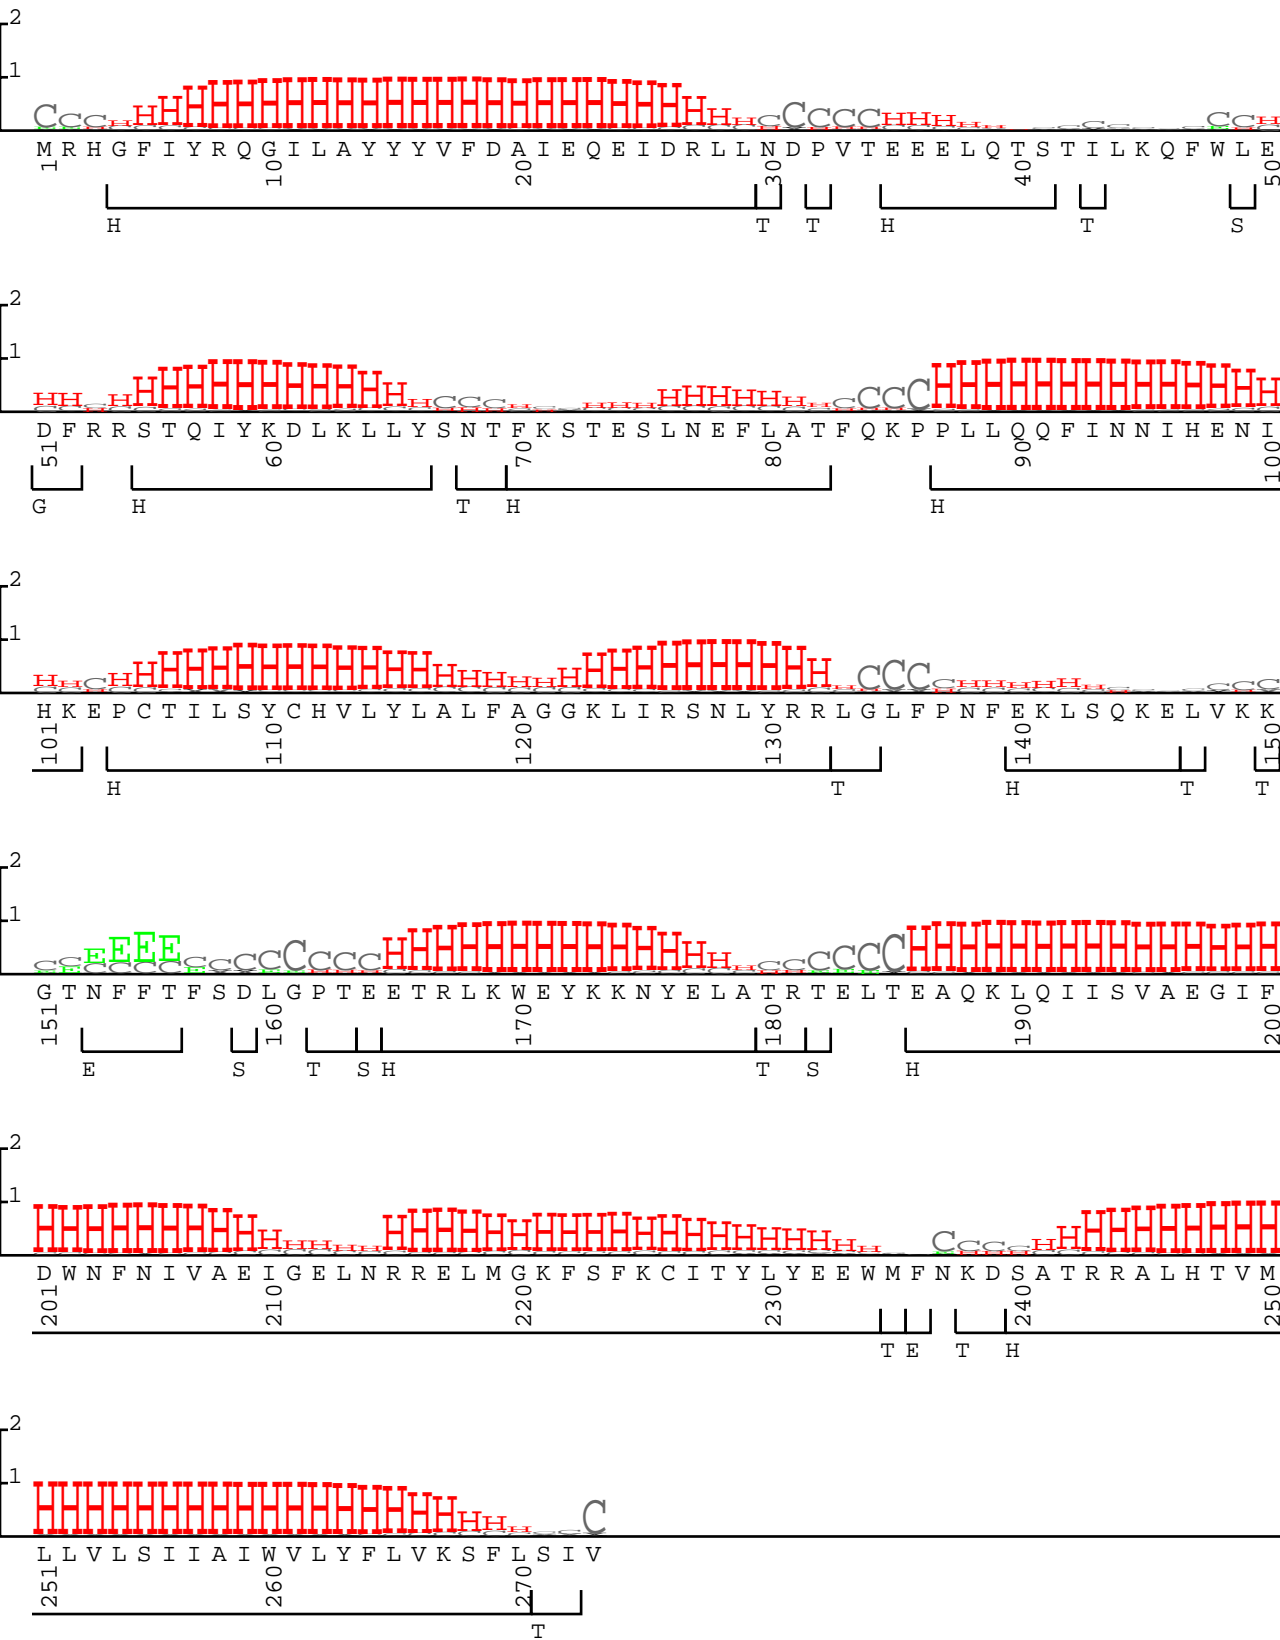 2
1
M R H G F I Y R Q G I L A Y Y Y V F D A I E Q E I D R L L N D P V T E E E L Q T S T I L K Q F W L E
1 10 20 30 40 50
H T T H T S
2
1
D F R R S T Q I Y K D L K L L Y S N T F K S T E S L N E F L A T F Q K P P L L Q Q F I N N I H E N I
51 60 70 80 90 100
G H T H H
2
1
H K E P C T I L S Y C H V L Y L A L F A G G K L I R S N L Y R R L G L F P N F E K L S Q K E L V K K
101 110 120 130 140 150
H T H T T
2
1
G T N F F T F S D L G P T E E T R L K W E Y K K N Y E L A T R T E L T E A Q K L Q I I S V A E G I F
151 160 170 180 190 200
E S T S H T S H
2
1
D W N F N I V A E I G E L N R R E L M G K F S F K C I T Y L Y E E W M F N K D S A T R R A L H T V M
201 210 220 230 240 250
T E T H
2
1
L L V L S I I A I W V L Y F L V K S F L S I V
251 260 270
T